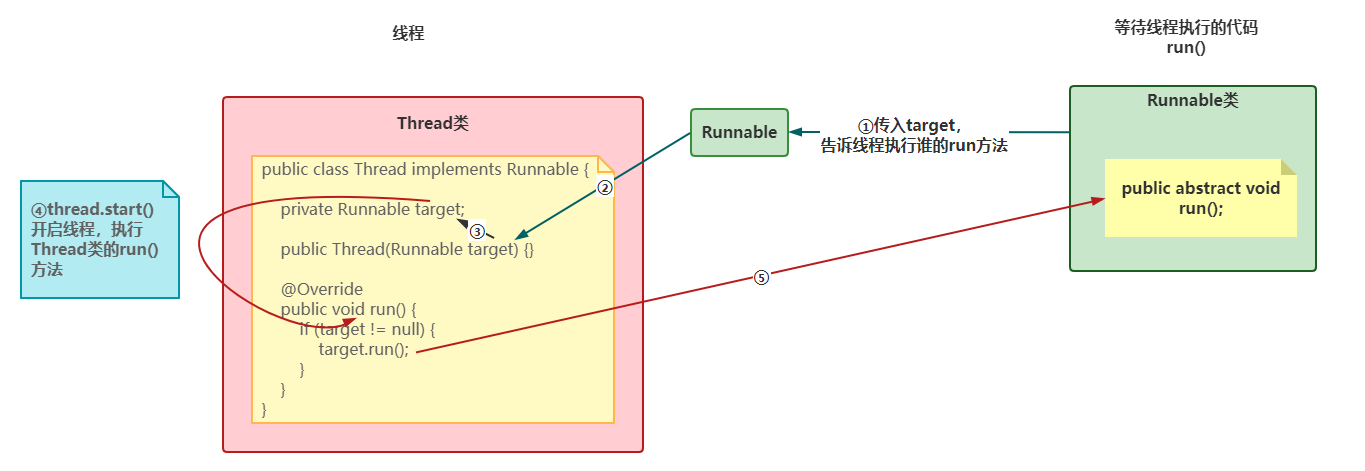 线程
等待线程执行的代码
run()
Thread类
public class Thread implements Runnable {
private Runnable target;
public Thread(Runnable target) {}
@Override
public void run() {
if (target != null) {
target.run();
}
}
}
④thread.start()
开启线程，执行
Thread类的run()
方法
Runnable
①传入target，
告诉线程执行谁的run方法
②
③
⑤
Runnable类
public abstract void
run();